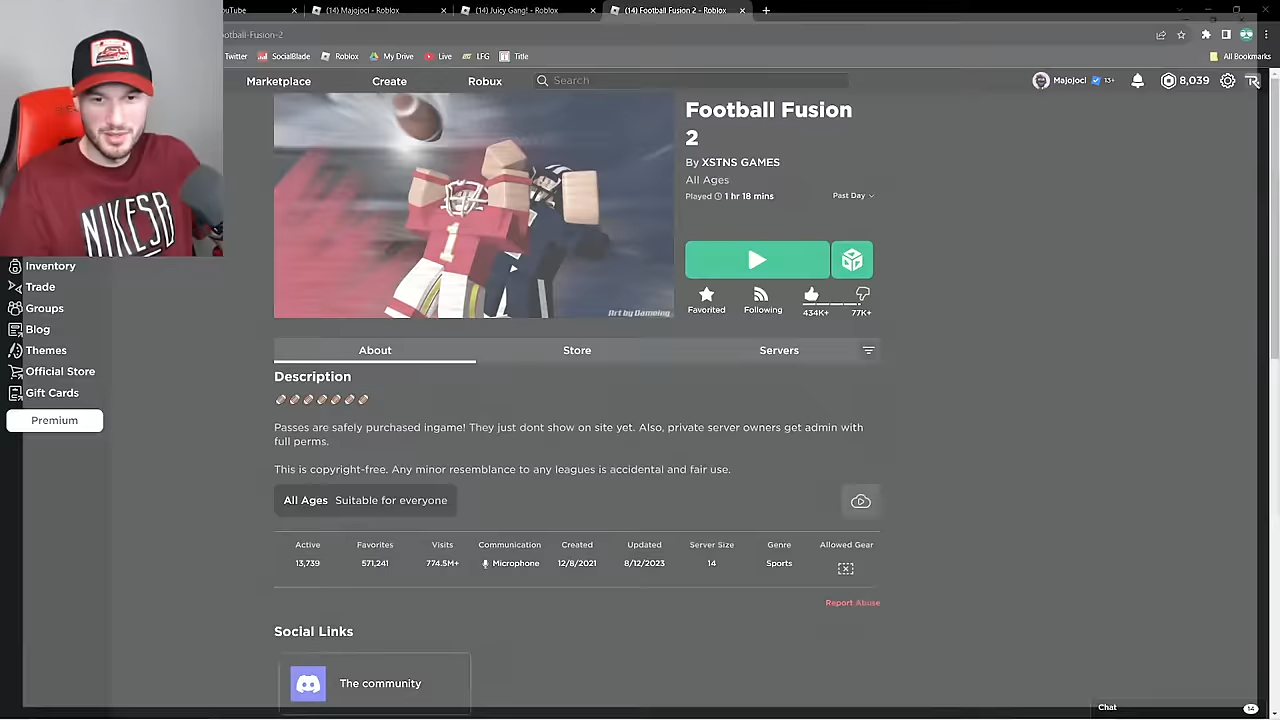 ouTube
(14) Majojocl - Roblox
(14) Juicy Gang! - Roblox
(14) Football Fusion 2 - Roblox
ootball-Fusion-2
Twitter
SocialBlade
Roblox
My Drive
Live
LFG
Title
All Bookmarks
Marketplace
Create
Robux
Search
Majojocl
13+
8,039
NIKE SB
Football Fusion
2
By XSTNS GAMES
All Ages
Played 1 hr 18 mins
Past Day
Art by Dameing
Favorited
Following
434K+
77K+
Inventory
Trade
Groups
Blog
Themes
Official Store
Gift Cards
Premium
About
Store
Servers
Description
Passes are safely purchased ingame! They just dont show on site yet. Also, private server owners get admin with
full perms.
This is copyright-free. Any minor resemblance to any leagues is accidental and fair use.
All Ages Suitable for everyone
Active
Favorites
Visits
Communication
Created
Updated
Server Size
Genre
Allowed Gear
13,739
571,241
774.5M+
Microphone
12/8/2021
8/12/2023
14
Sports
Report Abuse
Social Links
The community
Chat
14